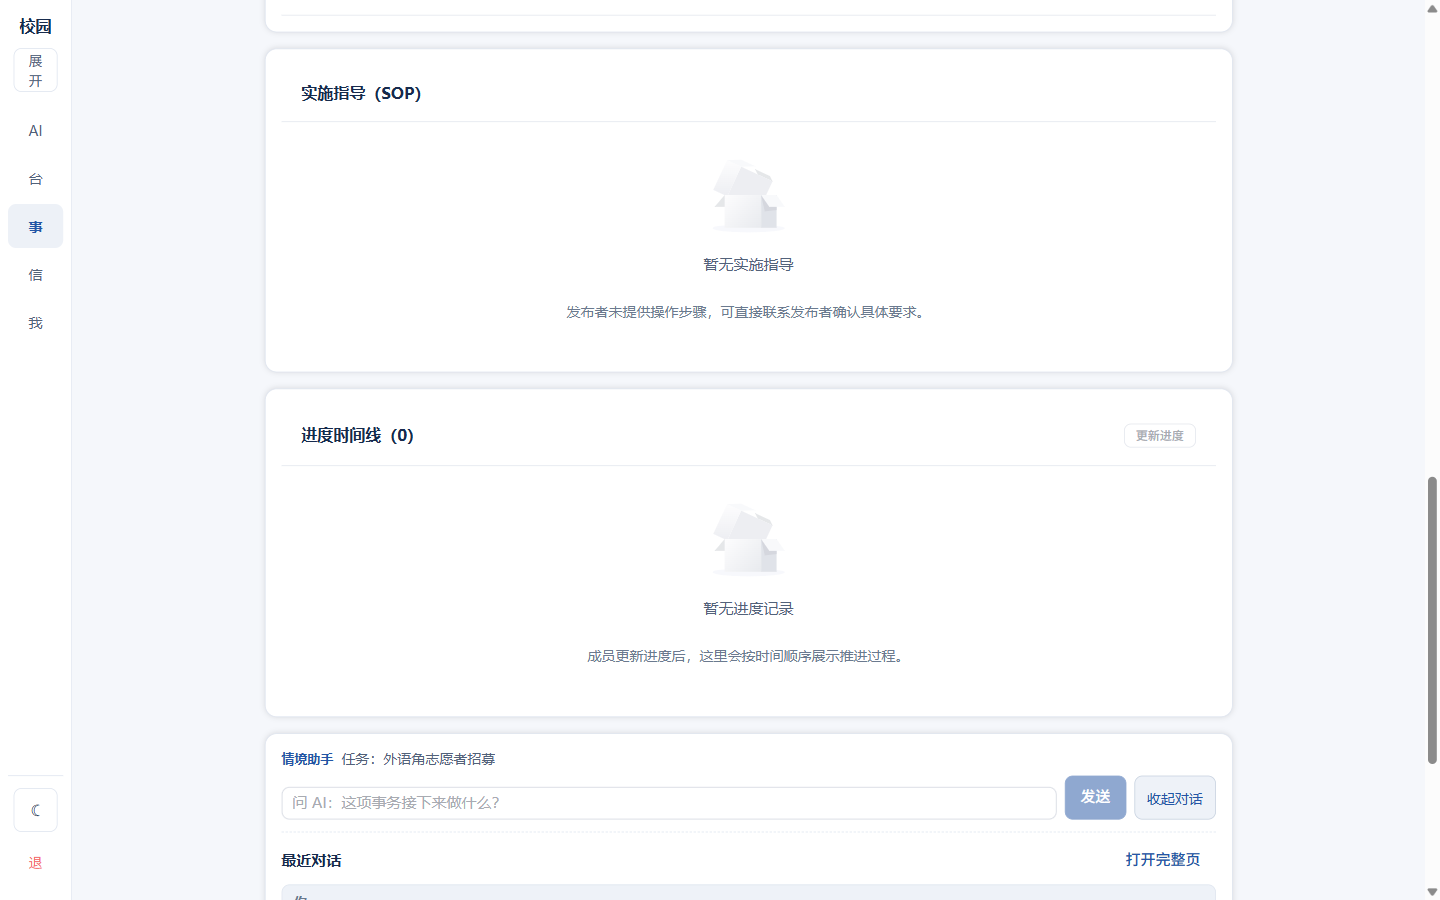 校园
展
开
AI
台
事
信
我
退
实施指导（SOP）
暂无实施指导
发布者未提供操作步骤，可直接联系发布者确认具体要求。
进度时间线（0）
更新进度
暂无进度记录
成员更新进度后，这里会按时间顺序展示推进过程。
情境助手 任务：外语角志愿者招募
问 AI：这项事务接下来做什么？
发送
收起对话
最近对话
打开完整页